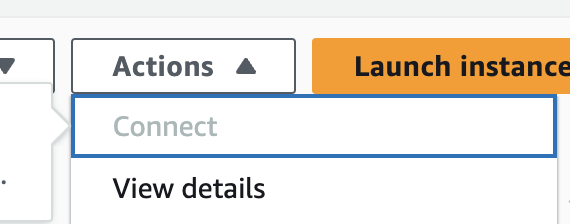 Actions
Launch instance
Connect
View details
.